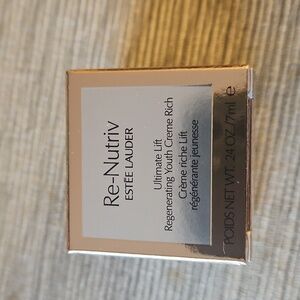 Re-Nutriv
ESTĒE LAUDER
Ultimate Lift
Regenerating Youth Creme Rich
Crème riche Lift
régénérante jeunesse
POIDS NET WT. .24 OZ./7ml ℮